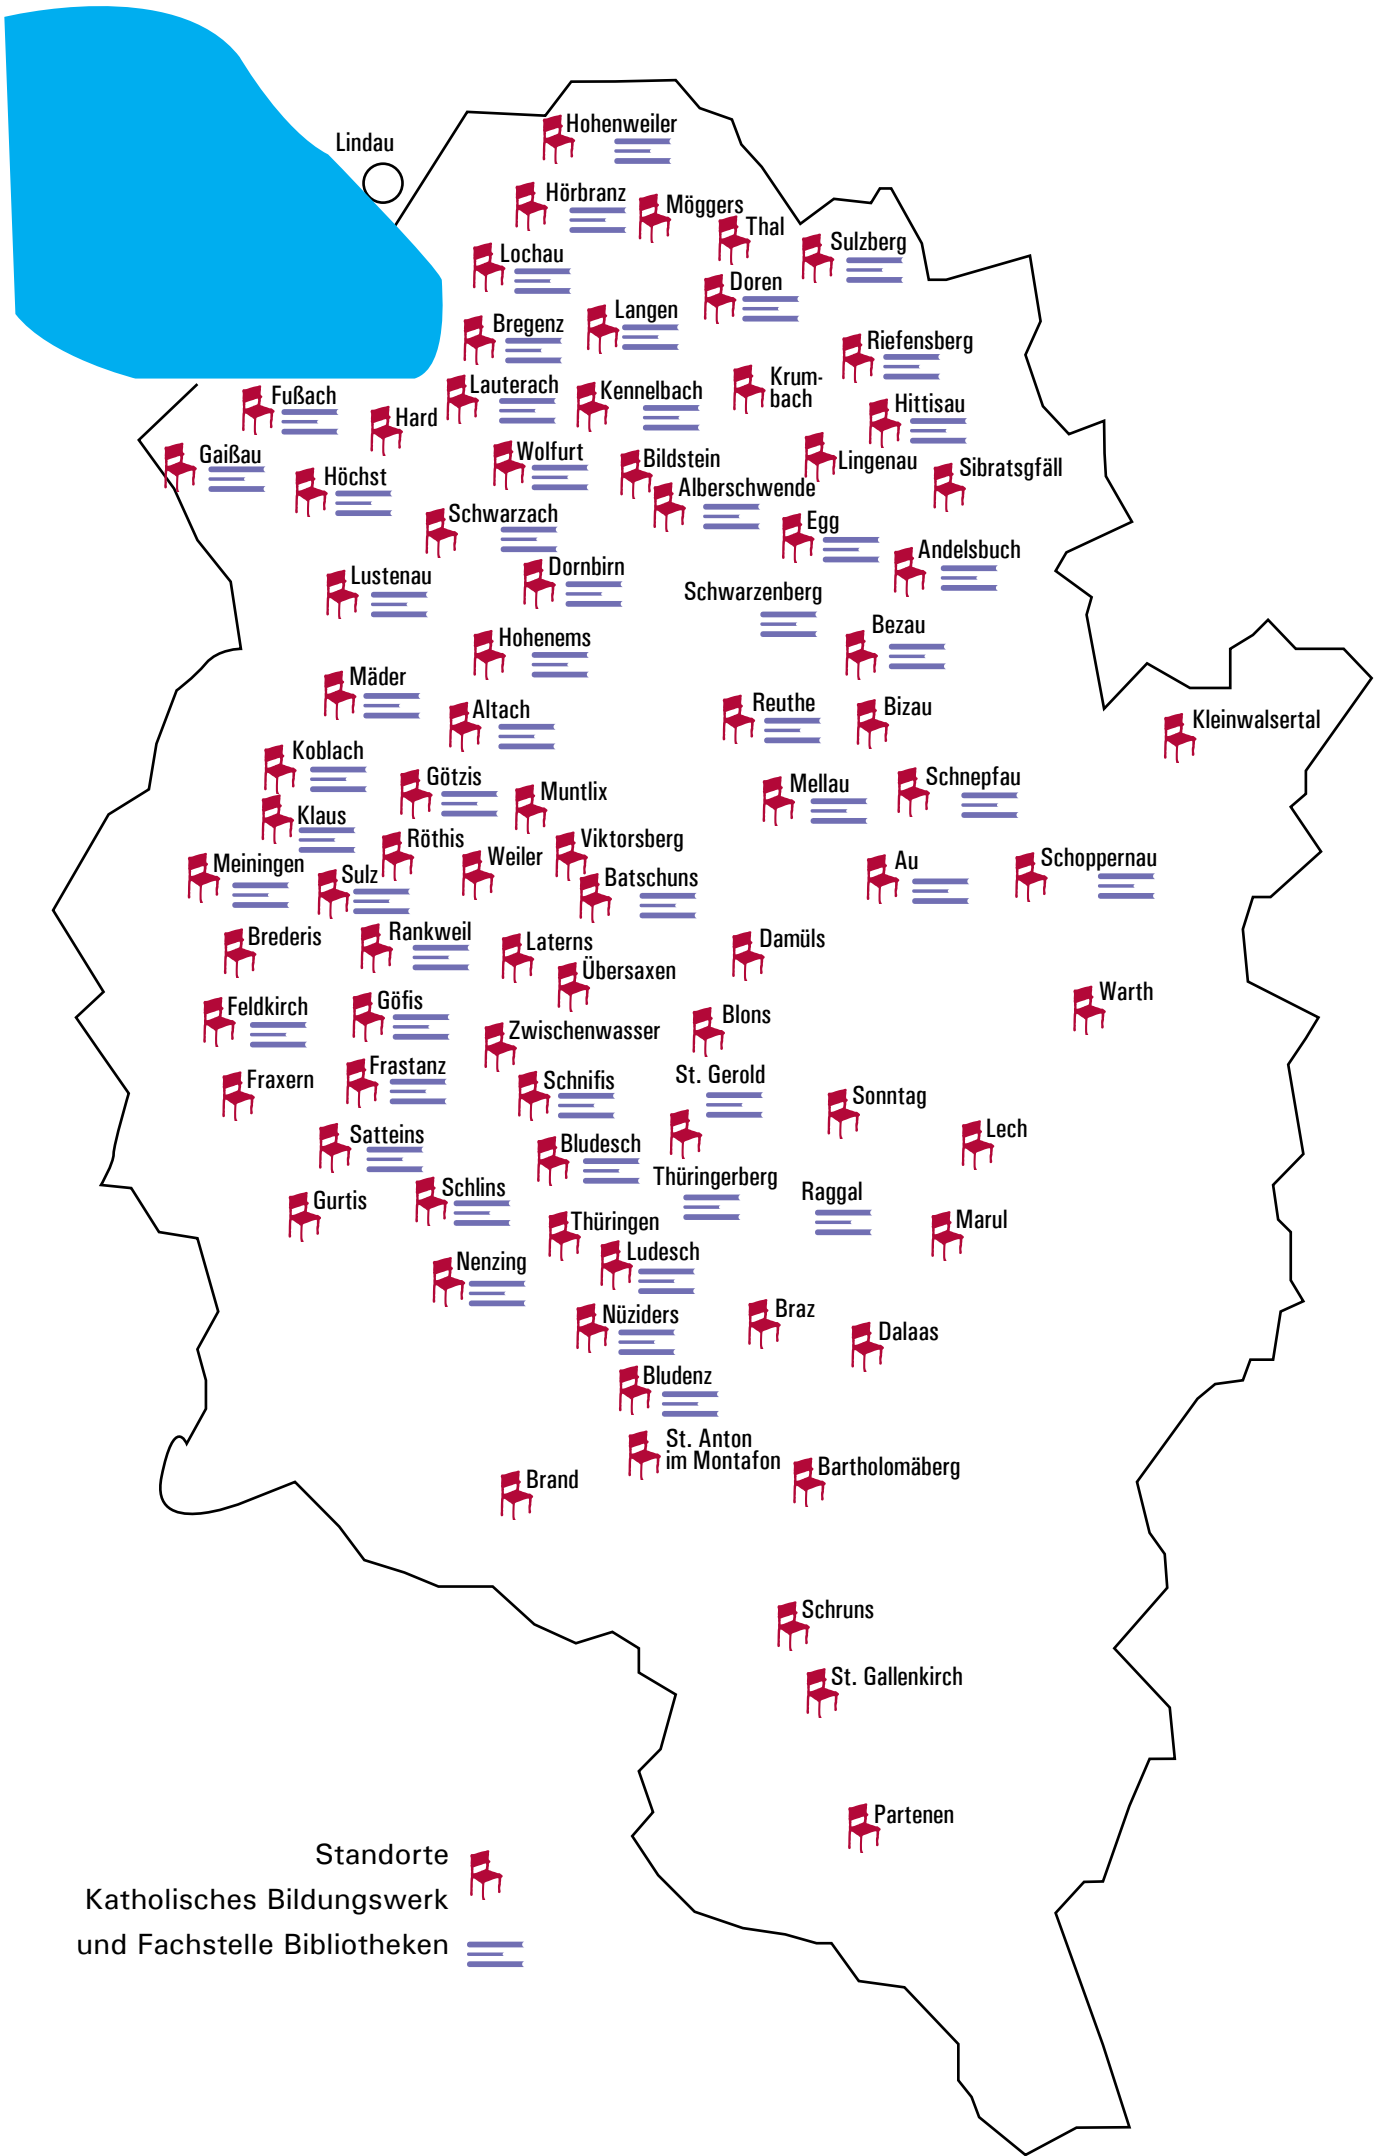 Lindau
Hohenweiler
Hörbranz
Möggers
Thal
Sulzberg
Lochau
Doren
Langen
Bregenz
Riefensberg
Krum-
bach
Lauterach
Kennelbach
Fußach
Hard
Hittisau
Gaißau
Höchst
Wolfurt
Bildstein
Lingenau
Sibratsgfäll
Alberschwende
Schwarzach
Egg
Andelsbuch
Lustenau
Dornbirn
Schwarzenberg
Bezau
Hohenems
Mäder
Altach
Reuthe
Bizau
Kleinwalsertal
Koblach
Götzis
Muntlix
Mellau
Schnepfau
Klaus
Röthis
Weiler
Viktorsberg
Meiningen
Sulz
Batschuns
Au
Schoppernau
Brederis
Rankweil
Laterns
Übersaxen
Damüls
Warth
Feldkirch
Göfis
Zwischenwasser
Blons
Fraxern
Frastanz
Schnifis
St. Gerold
Sonntag
Lech
Satteins
Bludesch
Thüringerberg
Raggal
Gurtis
Schlins
Thüringen
Marul
Nenzing
Ludesch
Nüziders
Braz
Dalaas
Bludenz
St. Anton
im Montafon
Bartholomäberg
Brand
Schruns
St. Gallenkirch
Partenen
Standorte
Katholisches Bildungswerk
und Fachstelle Bibliotheken